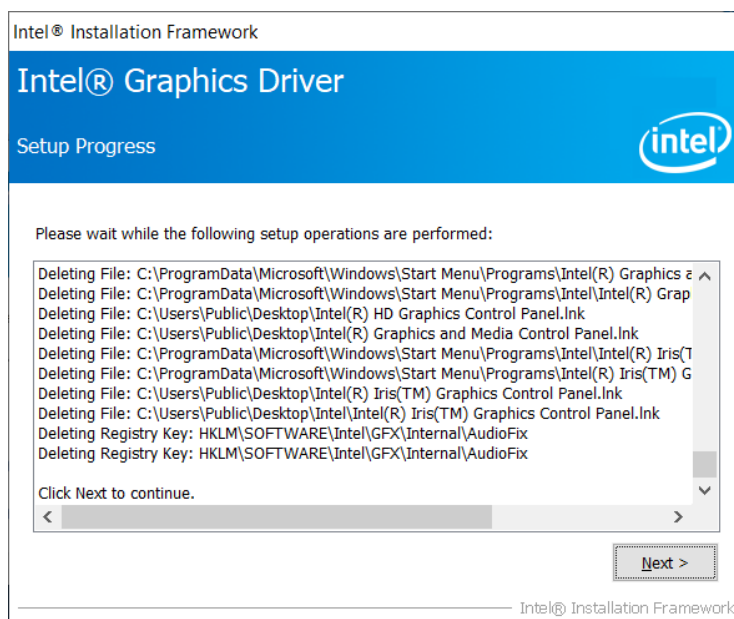 Intel® Installation Framework
Intel® Graphics Driver
Setup Progress
intel
Please wait while the following setup operations are performed:
Deleting File: C:\ProgramData\Microsoft\Windows\Start Menu\Programs\Intel(R) Graphics a
Deleting File: C:\ProgramData\Microsoft\Windows\Start Menu\Programs\Intel\Intel(R) Grap
Deleting File: C:\Users\Public\Desktop\Intel(R) HD Graphics Control Panel.lnk
Deleting File: C:\Users\Public\Desktop\Intel(R) Graphics and Media Control Panel.lnk
Deleting File: C:\ProgramData\Microsoft\Windows\Start Menu\Programs\Intel\Intel(R) Iris(T
Deleting File: C:\ProgramData\Microsoft\Windows\Start Menu\Programs\Intel(R) Iris(TM) G
Deleting File: C:\Users\Public\Desktop\Intel(R) Iris(TM) Graphics Control Panel.lnk
Deleting File: C:\Users\Public\Desktop\Intel\Intel(R) Iris(TM) Graphics Control Panel.lnk
Deleting Registry Key: HKLM\SOFTWARE\Intel\GFX\Internal\AudioFix
Deleting Registry Key: HKLM\SOFTWARE\Intel\GFX\Internal\AudioFix
Click Next to continue.
Next >
Intel® Installation Framework